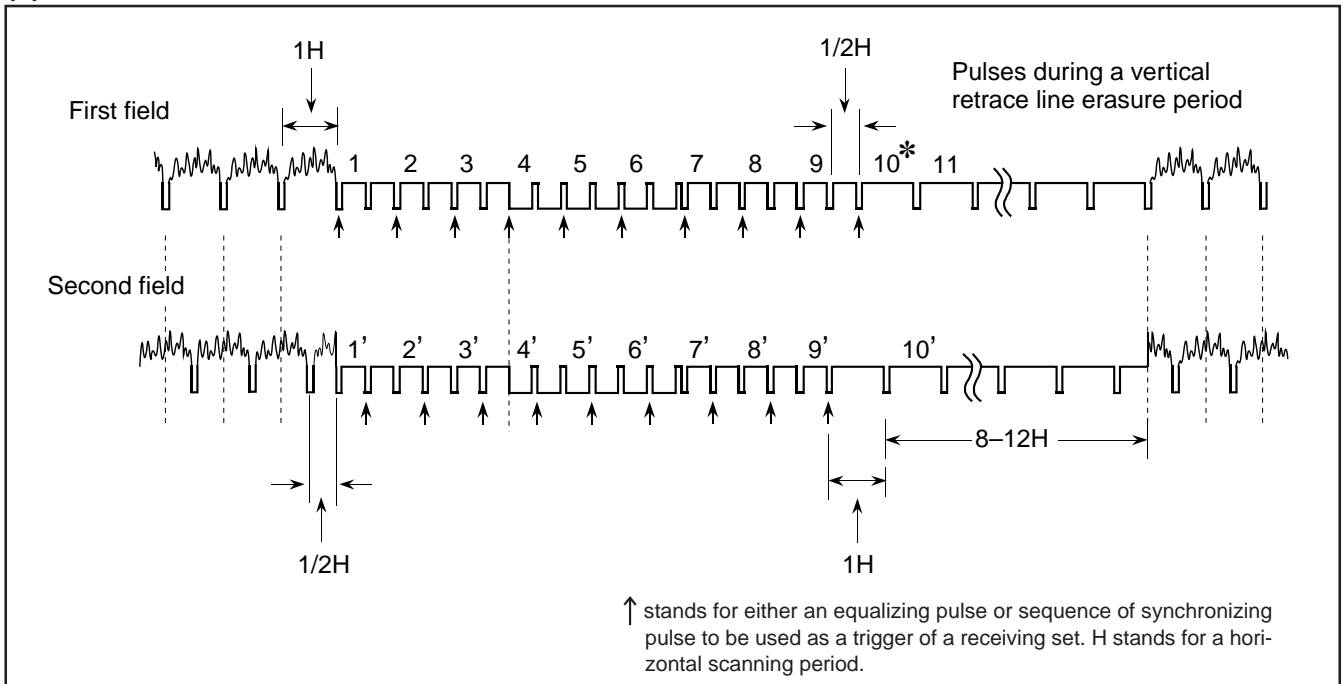 1H
1/2H
Pulses during a vertical
retrace line erasure period
First field
1 2 3 4 5 6 7 8 9 10* 11
Second field
1’ 2’ 3’ 4’ 5’ 6’ 7’ 8’ 9’ 10’
8–12H
1/2H
1H
↑ stands for either an equalizing pulse or sequence of synchronizing
pulse to be used as a trigger of a receiving set. H stands for a hori-
zontal scanning period.